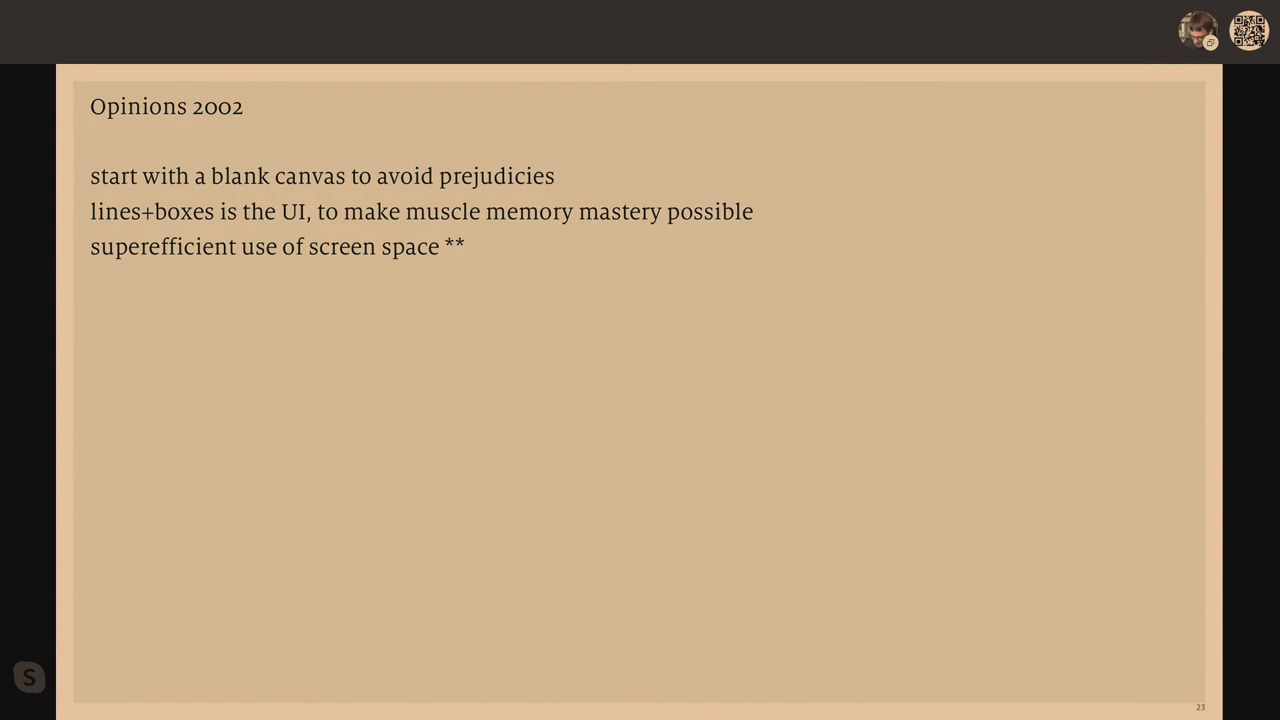 Opinions 2002
start with a blank canvas to avoid prejudicies
lines+boxes is the UI, to make muscle memory mastery possible
superefficient use of screen space **
S
23